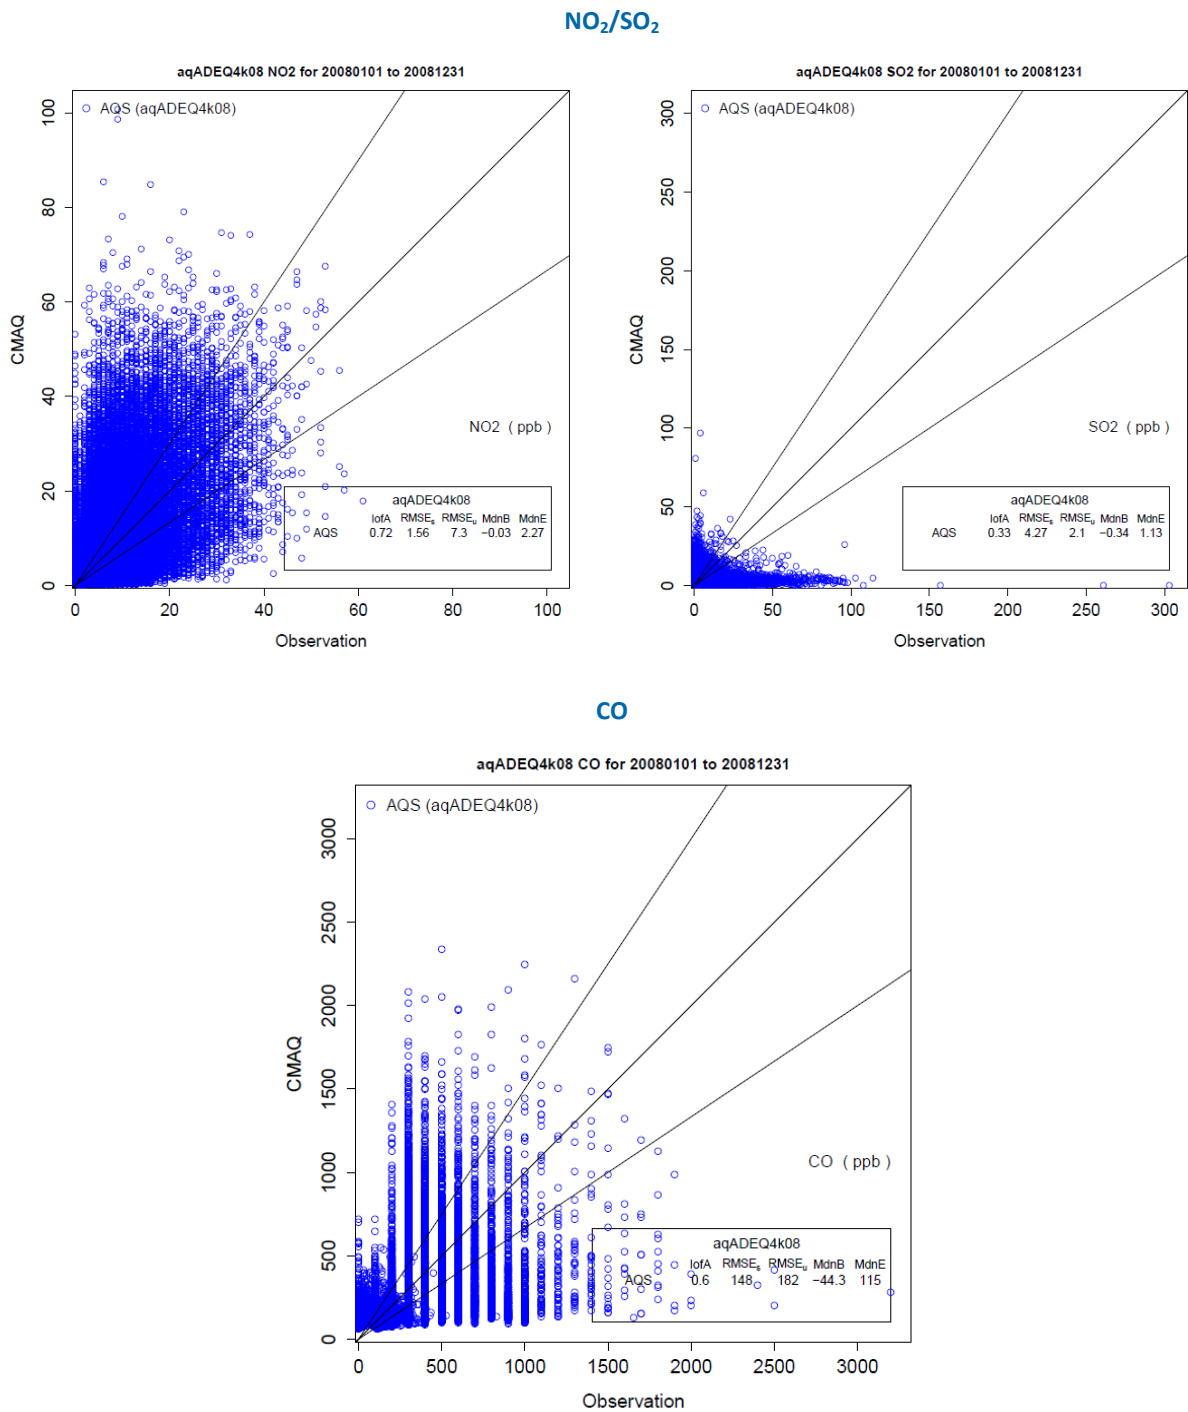 NO₂/SO₂
aqADEQ4k08 NO2 for 20080101 to 20081231
AQS (aqADEQ4k08)
100
80
60
40
20
0
CMAQ
NO2 ( ppb )
aqADEQ4k08
IofA RMSEₛ RMSEᵤ MdnB MdnE
AQS 0.72 1.56 7.3 −0.03 2.27
0 20 40 60 80 100
Observation
aqADEQ4k08 SO2 for 20080101 to 20081231
AQS (aqADEQ4k08)
300
250
200
150
100
50
0
CMAQ
SO2 ( ppb )
aqADEQ4k08
IofA RMSEₛ RMSEᵤ MdnB MdnE
AQS 0.33 4.27 2.1 −0.34 1.13
0 50 100 150 200 250 300
Observation
CO
aqADEQ4k08 CO for 20080101 to 20081231
AQS (aqADEQ4k08)
3000
2500
2000
1500
1000
500
0
CMAQ
CO ( ppb )
aqADEQ4k08
IofA RMSEₛ RMSEᵤ MdnB MdnE
AQS 0.6 148 182 −44.3 115
0 500 1000 1500 2000 2500 3000
Observation